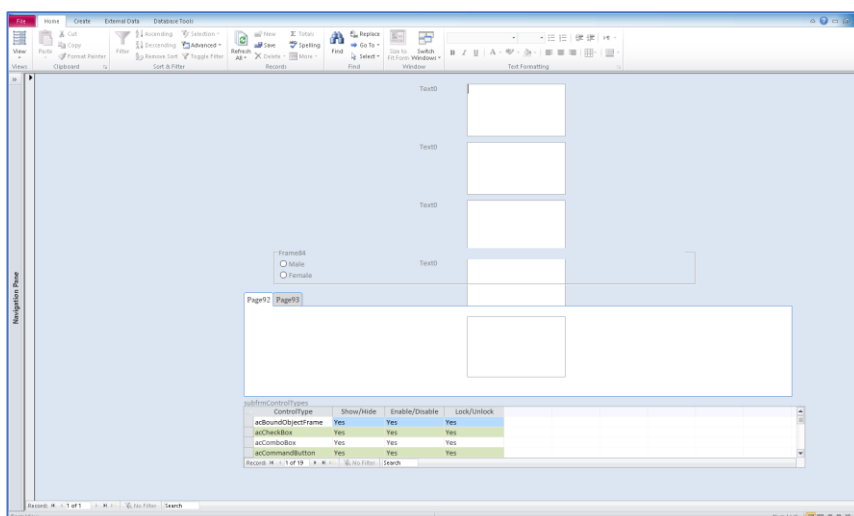 File Home Create External Data Database Tools
View
Views
Paste
Cut
Copy
Format Painter
Clipboard
Filter
Ascending
Descending
Remove Sort
Selection
Advanced
Toggle Filter
Sort & Filter
Refresh All
New
Save
Delete
Totals
Spelling
More
Records
Find
Replace
Go To
Select
Find
Size to Fit Form
Switch Windows
Window
B I U A
Text Formatting
Navigation Pane
Text0
Text0
Text0
Frame84
Male
Female
Text0
Page92 Page93
subfrmControlTypes
ControlType Show/Hide Enable/Disable Lock/Unlock
acBoundObjectFrame Yes Yes Yes
acCheckBox Yes Yes Yes
acComboBox Yes Yes Yes
acCommandButton Yes Yes Yes
Record: 1 of 19 No Filter Search
Record: 1 of 1 No Filter Search